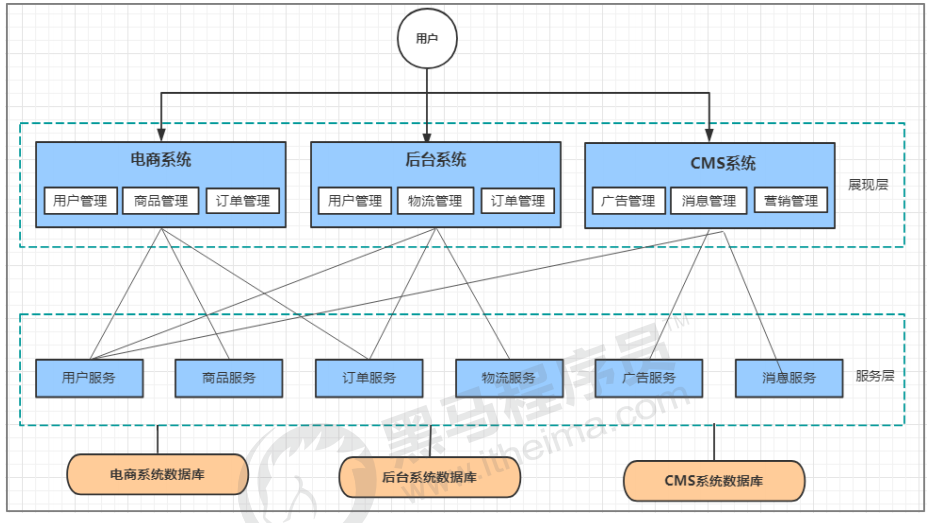 用户
电商系统
用户管理
商品管理
订单管理
后台系统
用户管理
物流管理
订单管理
CMS系统
广告管理
消息管理
营销管理
展现层
用户服务
商品服务
订单服务
物流服务
广告服务
消息服务
服务层
电商系统数据库
后台系统数据库
CMS系统数据库
黑马程序员™
www.itheima.com